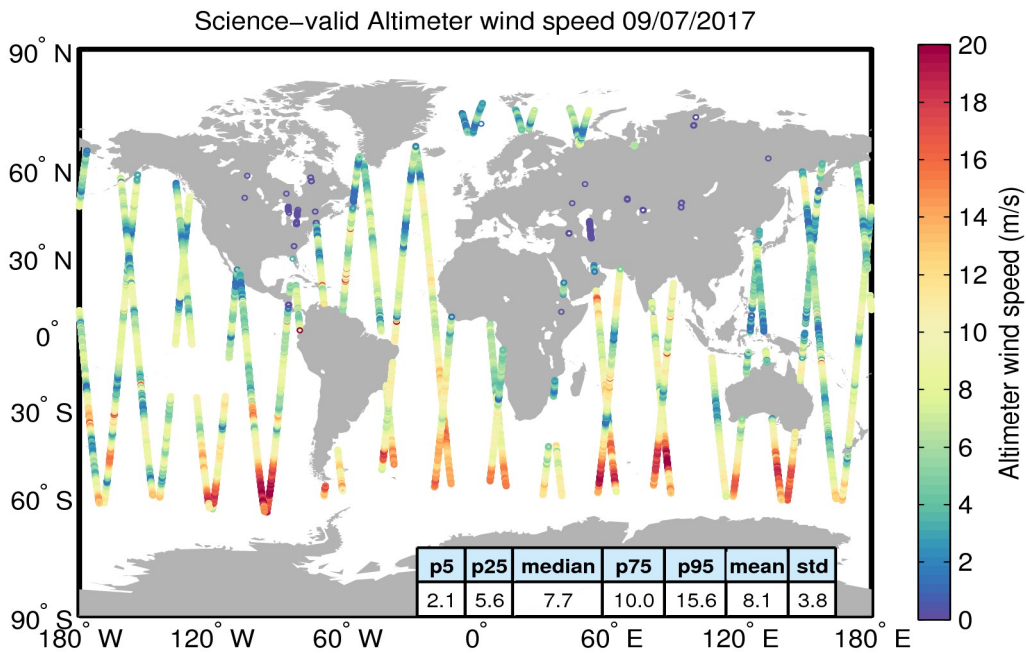 Science−valid Altimeter wind speed 09/07/2017
90° N
60° N
30° N
0°
30° S
60° S
90° S
180° W
120° W
60° W
0°
60° E
120° E
180° E
p5 p25 median p75 p95 mean std
2.1 5.6 7.7 10.0 15.6 8.1 3.8
20
18
16
14
12
10
8
6
4
2
0
Altimeter wind speed (m/s)